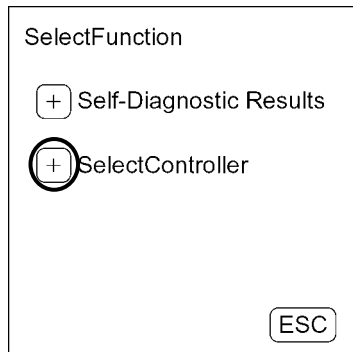 SelectFunction
+ Self-Diagnostic Results
+ SelectController
ESC